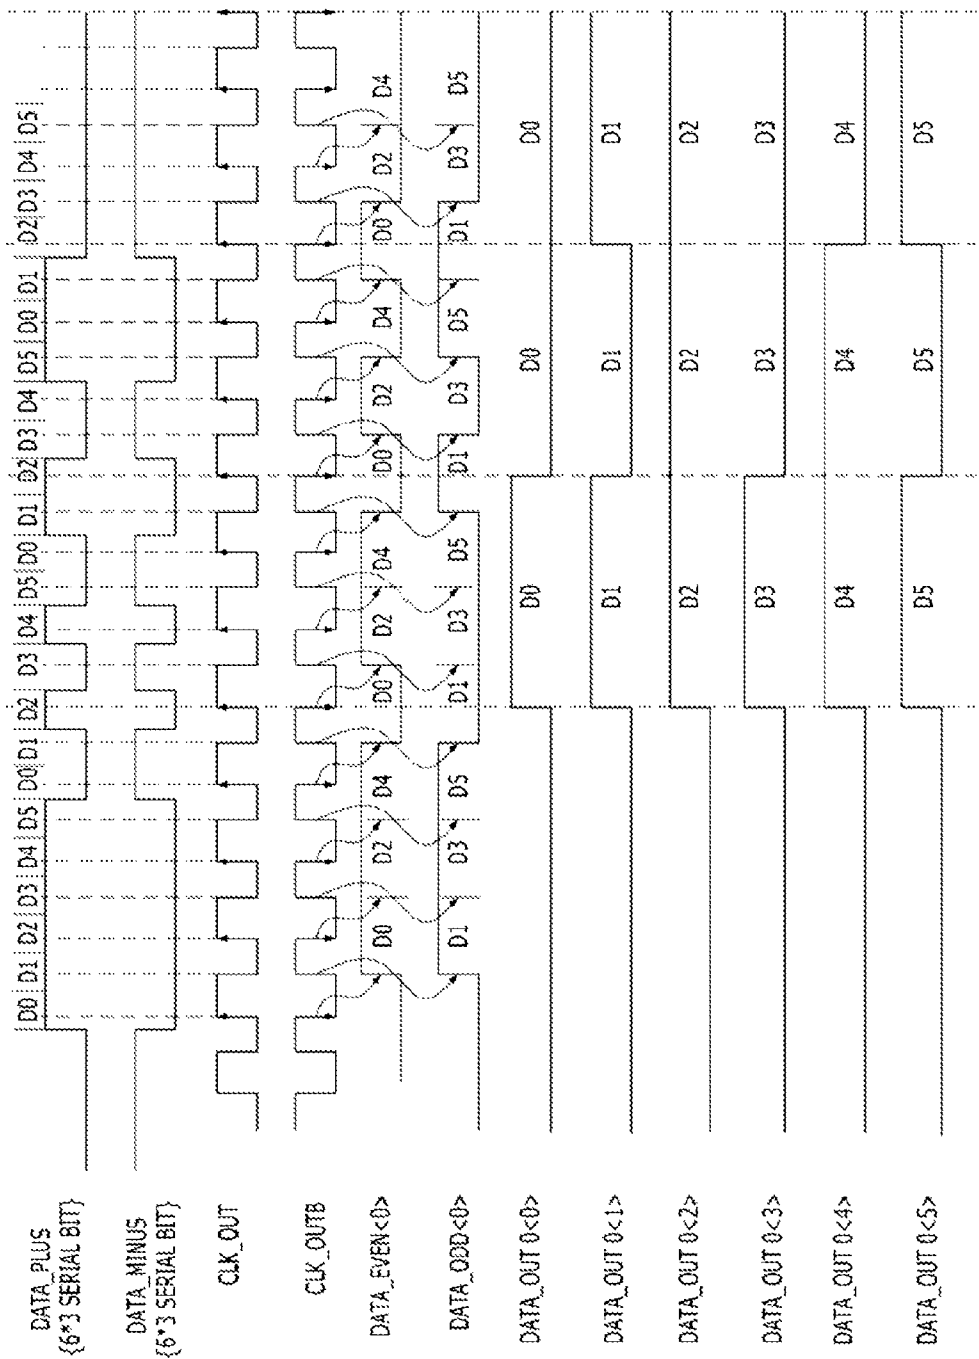 DATA_PLUS
{6*3 SERIAL BIT}
D0 D1 D2 D3 D4 D5 D0 D1 D2 D3 D4 D5 D0 D1 D2 D3 D4 D5 D0 D1 D2 D3 D4 D5
DATA_MINUS
{6*3 SERIAL BIT}
CLK_OUT
CLK_OUTB
DATA_EVEN<0>
D0 D2 D4 D0 D2 D4 D0 D2 D4 D0 D2 D4
DATA_ODD<0>
D1 D3 D5 D1 D3 D5 D1 D3 D5 D1 D3 D5
DATA_OUT 0<0>
D0 D0 D0
DATA_OUT 0<1>
D1 D1 D1
DATA_OUT 0<2>
D2 D2 D2
DATA_OUT 0<3>
D3 D3 D3
DATA_OUT 0<4>
D4 D4 D4
DATA_OUT 0<5>
D5 D5 D5